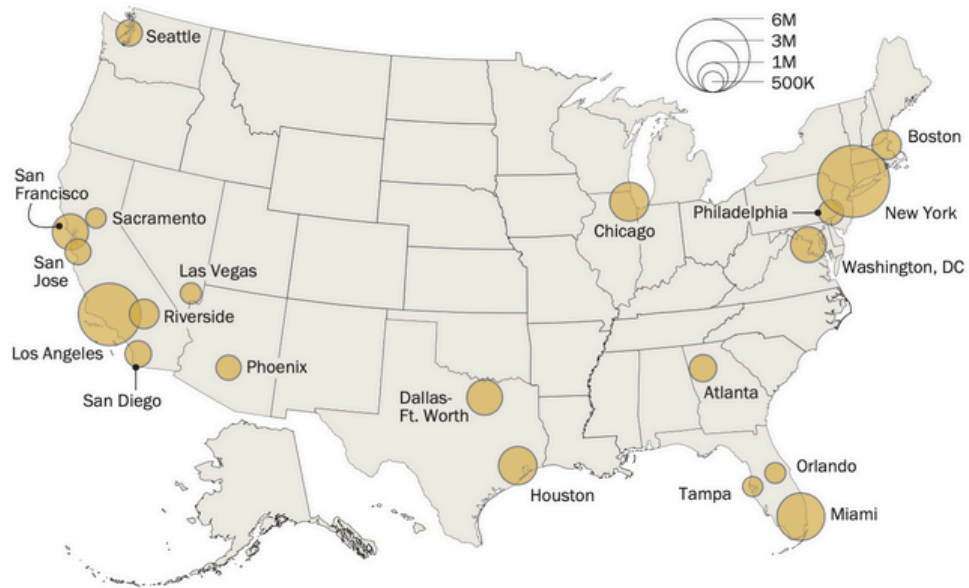 6M
3M
1M
500K
Seattle
Boston
San
Francisco
Sacramento
Philadelphia
New York
Chicago
San
Jose
Las Vegas
Washington, DC
Riverside
Los Angeles
Phoenix
San Diego
Dallas-
Ft. Worth
Atlanta
Orlando
Houston
Tampa
Miami